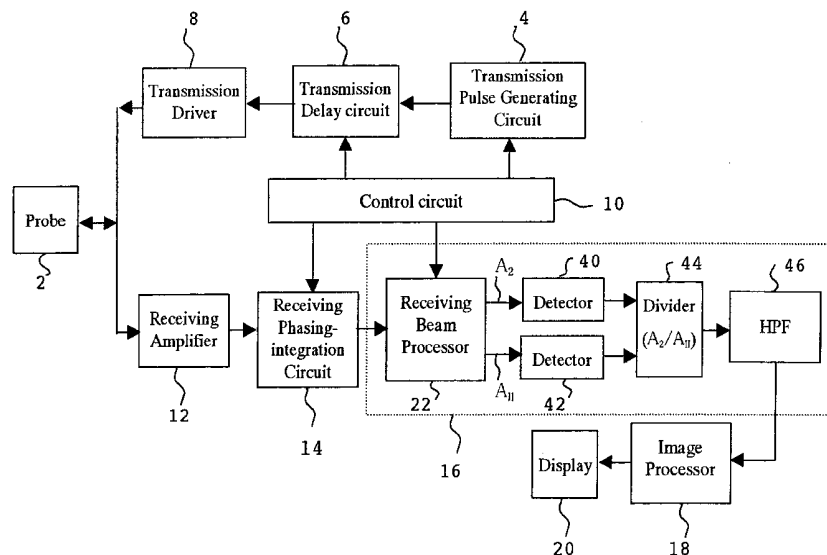 8
6
4
Transmission
Driver
Transmission
Delay circuit
Transmission
Pulse Generating
Circuit
Control circuit
10
Probe
2
Receiving
Amplifier
12
Receiving
Phasing-
integration
Circuit
14
Receiving
Beam
Processor
22
A2
A11
40
Detector
Detector
42
44
Divider
(A2/A11)
46
HPF
16
Display
20
Image
Processor
18